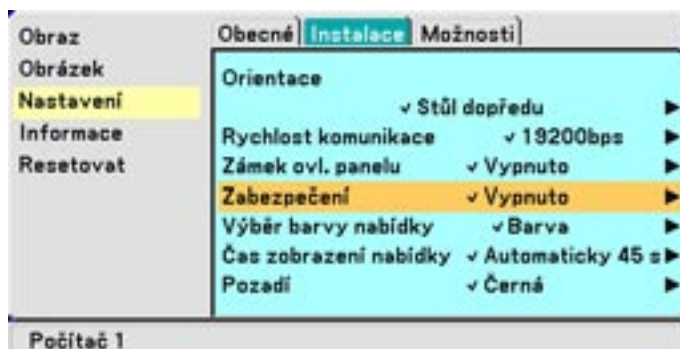 Obraz
Obrázek
Nastavení
Informace
Resetovat
Obecné Instalace Možnosti
Orientace
✓ Stůl dopředu ▶
Rychlost komunikace ✓ 19200bps ▶
Zámek ovl. panelu ✓ Vypnuto ▶
Zabezpečení ✓ Vypnuto ▶
Výběr barvy nabídky ✓ Barva ▶
Čas zobrazení nabídky ✓ Automaticky 45 s ▶
Pozadí ✓ Černá ▶
Počítač 1